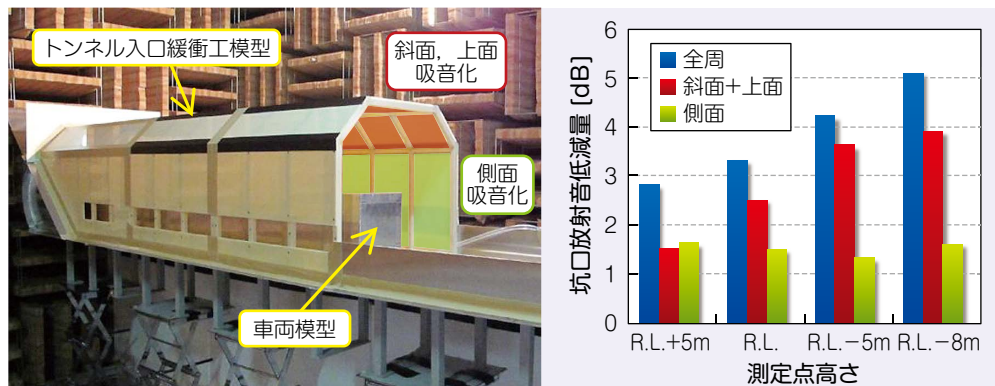 トンネル入口緩衝工模型
斜面，上面
吸音化
側面
吸音化
車両模型
坑口放射音低減量 [dB]
6
5
4
3
2
1
0
全周
斜面＋上面
側面
R.L.+5m
R.L.
R.L.−5m
R.L.−8m
測定点高さ